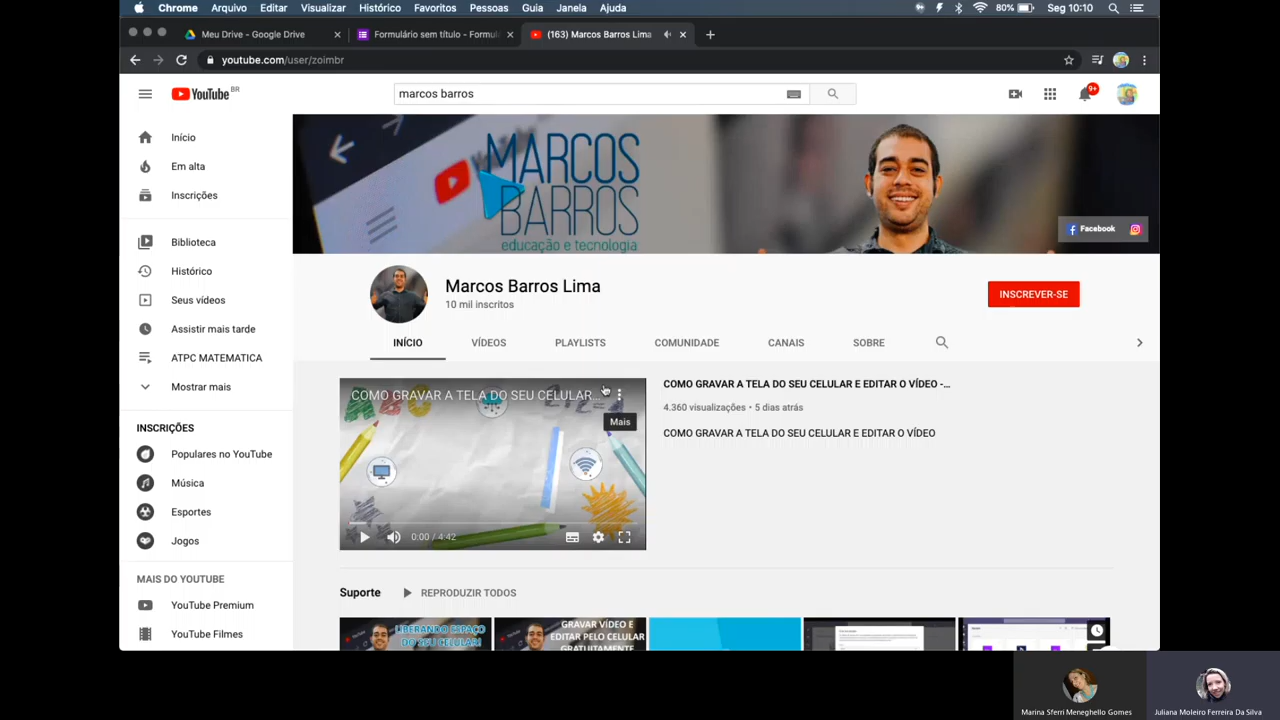 Chrome Arquivo Editar Visualizar Histórico Favoritos Pessoas Guia Janela Ajuda 80% Seg 10:10
Meu Drive - Google Drive
Formulário sem título - Formul
(163) Marcos Barros Lima
youtube.com/user/zoimbr
YouTube BR
marcos barros
9+
Início
Em alta
Inscrições
Biblioteca
Histórico
Seus vídeos
Assistir mais tarde
ATPC MATEMATICA
Mostrar mais
INSCRIÇÕES
Populares no YouTube
Música
Esportes
Jogos
MAIS DO YOUTUBE
YouTube Premium
YouTube Filmes
MARCOS
BARROS
educação e tecnologia
Facebook
Marcos Barros Lima
10 mil inscritos
INSCREVER-SE
INÍCIO VÍDEOS PLAYLISTS COMUNIDADE CANAIS SOBRE
COMO GRAVAR A TELA DO SEU CELULAR...
Mais
0:00 / 4:42
COMO GRAVAR A TELA DO SEU CELULAR E EDITAR O VÍDEO -...
4.360 visualizações • 5 dias atrás
COMO GRAVAR A TELA DO SEU CELULAR E EDITAR O VÍDEO
Suporte REPRODUZIR TODOS
LIBERANDO ESPAÇO
DO SEU CELULAR!
GRAVAR VÍDEO E
EDITAR PELO CELULAR
GRATUITAMENTE
Marina Sferri Meneghello Gomes
Juliana Moleiro Ferreira Da Silva